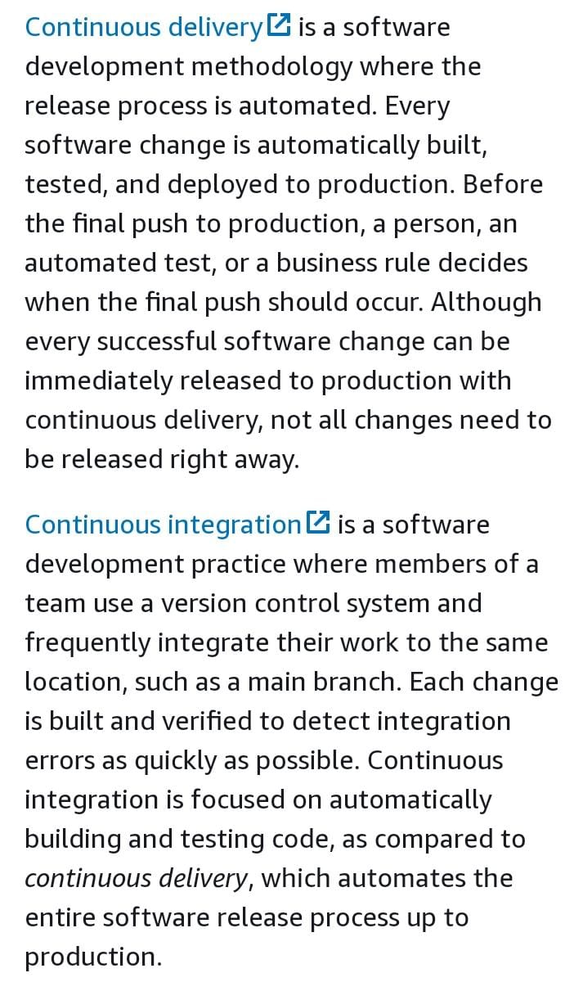 Continuous delivery is a software
development methodology where the
release process is automated. Every
software change is automatically built,
tested, and deployed to production. Before
the final push to production, a person, an
automated test, or a business rule decides
when the final push should occur. Although
every successful software change can be
immediately released to production with
continuous delivery, not all changes need to
be released right away.
Continuous integration is a software
development practice where members of a
team use a version control system and
frequently integrate their work to the same
location, such as a main branch. Each change
is built and verified to detect integration
errors as quickly as possible. Continuous
integration is focused on automatically
building and testing code, as compared to
continuous delivery, which automates the
entire software release process up to
production.